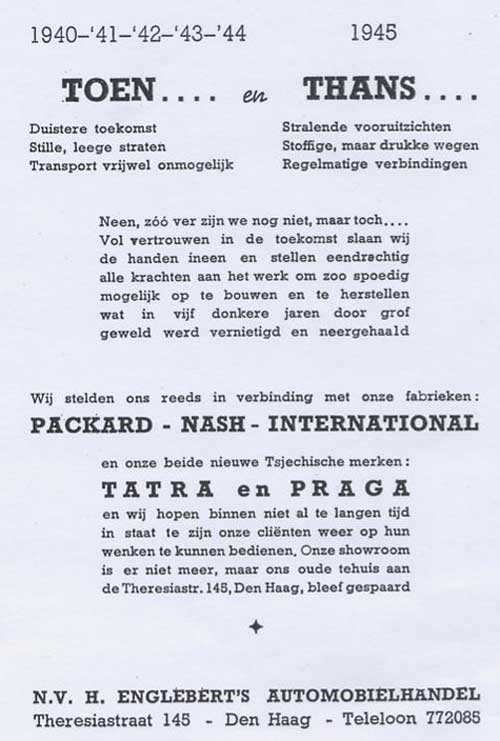 1940–'41–'42–'43–'44 1945
TOEN.... en THANS....
Duistere toekomst Stralende vooruitzichten
Stille, leege straten Stoffige, maar drukke wegen
Transport vrijwel onmogelijk Regelmatige verbindingen
Neen, zóó ver zijn we nog niet, maar toch....
Vol vertrouwen in de toekomst slaan wij
de handen ineen en stellen eendrachtig
alle krachten aan het werk om zoo spoedig
mogelijk op te bouwen en te herstellen
wat in vijf donkere jaren door grof
geweld werd vernietigd en neergehaald
Wij stelden ons reeds in verbinding met onze fabrieken:
PACKARD - NASH - INTERNATIONAL
en onze beide nieuwe Tsjechische merken:
TATRA en PRAGA
en wij hopen binnen niet al te langen tijd
in staat te zijn onze cliënten weer op hun
wenken te kunnen bedienen. Onze showroom
is er niet meer, maar ons oude tehuis aan
de Theresiastr. 145, Den Haag, bleef gespaard
N.V. H. ENGLEBERT'S AUTOMOBIELHANDEL
Theresiastraat 145 - Den Haag - Teleloon 772085